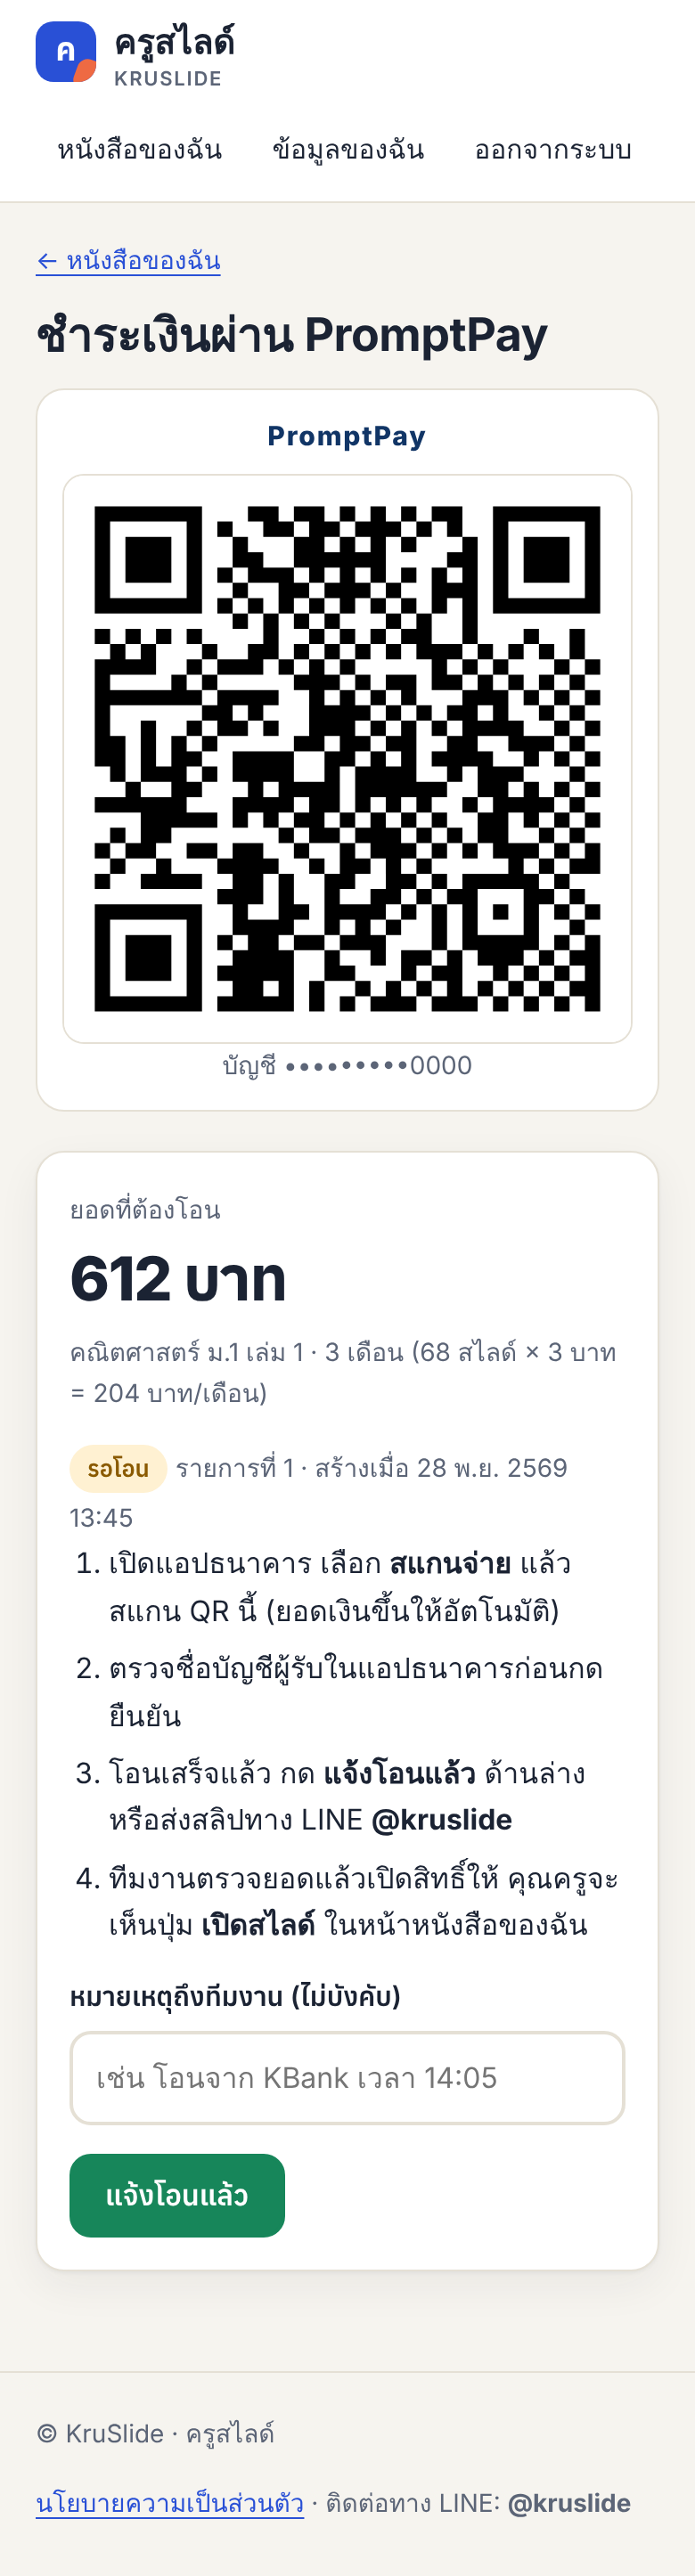 ค
ครูสไลด์
KRUSLIDE
หนังสือของฉัน
ข้อมูลของฉัน
ออกจากระบบ
← หนังสือของฉัน
ชำระเงินผ่าน PromptPay
PromptPay
บัญชี •••••••••0000
ยอดที่ต้องโอน
612 บาท
คณิตศาสตร์ ม.1 เล่ม 1 · 3 เดือน (68 สไลด์ × 3 บาท
= 204 บาท/เดือน)
รอโอน รายการที่ 1 · สร้างเมื่อ 28 พ.ย. 2569
13:45
1. เปิดแอปธนาคาร เลือก สแกนจ่าย แล้ว
สแกน QR นี้ (ยอดเงินขึ้นให้อัตโนมัติ)
2. ตรวจชื่อบัญชีผู้รับในแอปธนาคารก่อนกด
ยืนยัน
3. โอนเสร็จแล้ว กด แจ้งโอนแล้ว ด้านล่าง
หรือส่งสลิปทาง LINE @kruslide
4. ทีมงานตรวจยอดแล้วเปิดสิทธิ์ให้ คุณครูจะ
เห็นปุ่ม เปิดสไลด์ ในหน้าหนังสือของฉัน
หมายเหตุถึงทีมงาน (ไม่บังคับ)
เช่น โอนจาก KBank เวลา 14:05
แจ้งโอนแล้ว
© KruSlide · ครูสไลด์
นโยบายความเป็นส่วนตัว · ติดต่อทาง LINE: @kruslide